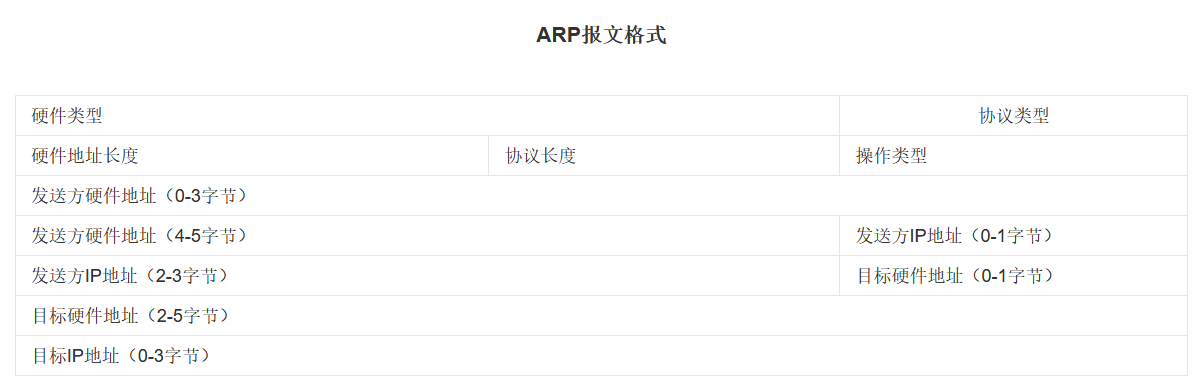 ARP报文格式
硬件类型 协议类型
硬件地址长度 协议长度 操作类型
发送方硬件地址（0-3字节）
发送方硬件地址（4-5字节） 发送方IP地址（0-1字节）
发送方IP地址（2-3字节） 目标硬件地址（0-1字节）
目标硬件地址（2-5字节）
目标IP地址（0-3字节）